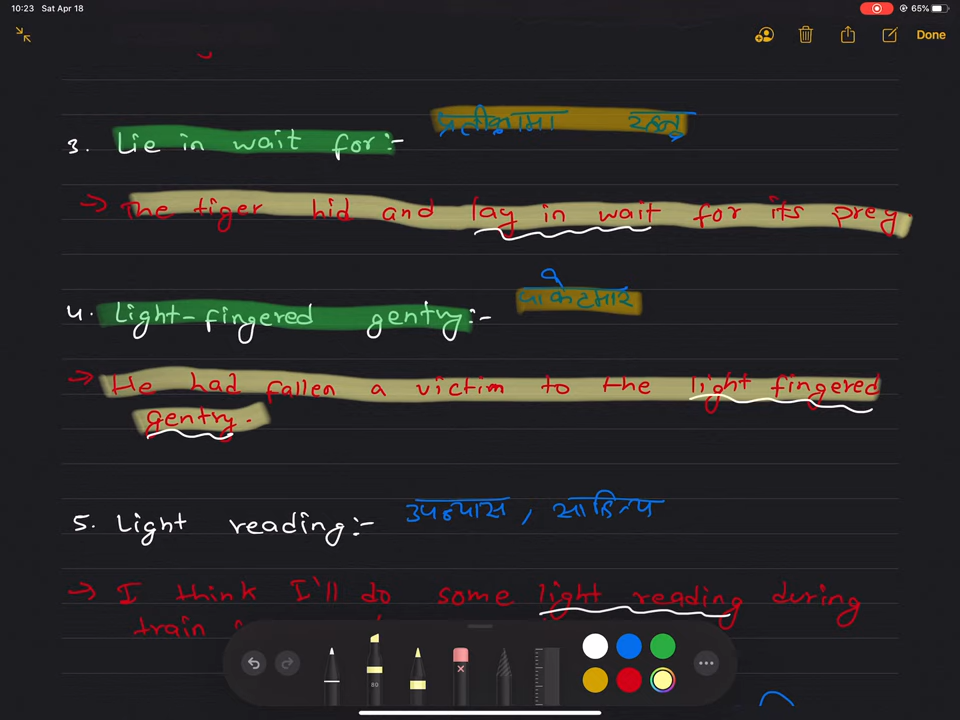 10:23 Sat Apr 18
65%
Done
3. Lie in wait for:- प्रतीक्षामा रहनु
→ The tiger hid and lay in wait for its prey
4. Light-fingered gentry:- पाकेटमार
→ He had fallen a victim to the light fingered
gentry.
5. Light reading:- उपन्यास, साहित्य
→ I think I'll do some light reading during
train
80